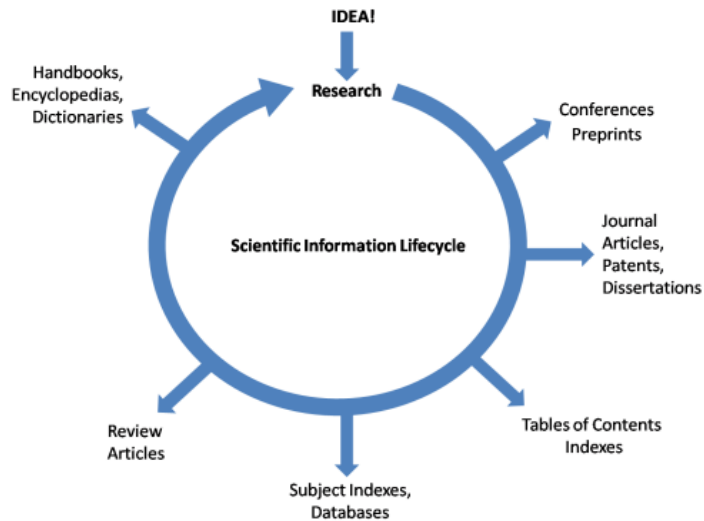 IDEA!
Research
Conferences
Preprints
Journal
Articles,
Patents,
Dissertations
Tables of Contents
Indexes
Subject Indexes,
Databases
Review
Articles
Handbooks,
Encyclopedias,
Dictionaries
Scientific Information Lifecycle